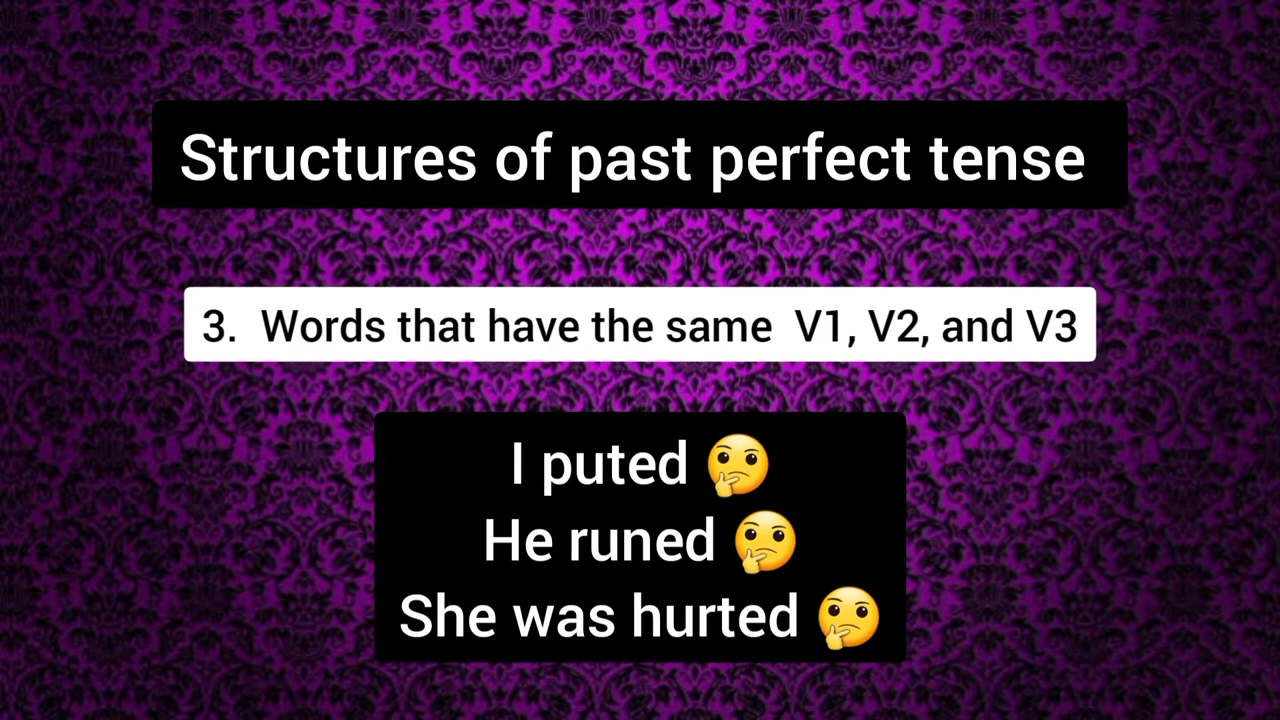 Structures of past perfect tense
3. Words that have the same V1, V2, and V3
I puted 🤔
He runed 🤔
She was hurted 🤔